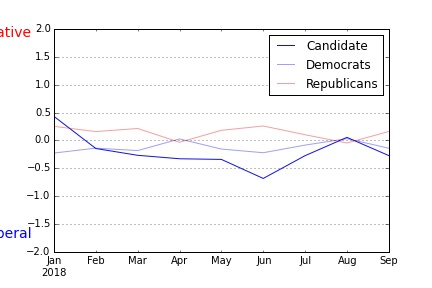 ative
2.0
1.5
1.0
0.5
0.0
−0.5
−1.0
−1.5
−2.0
beral
Candidate
Democrats
Republicans
Jan Feb Mar Apr May Jun Jul Aug Sep
2018